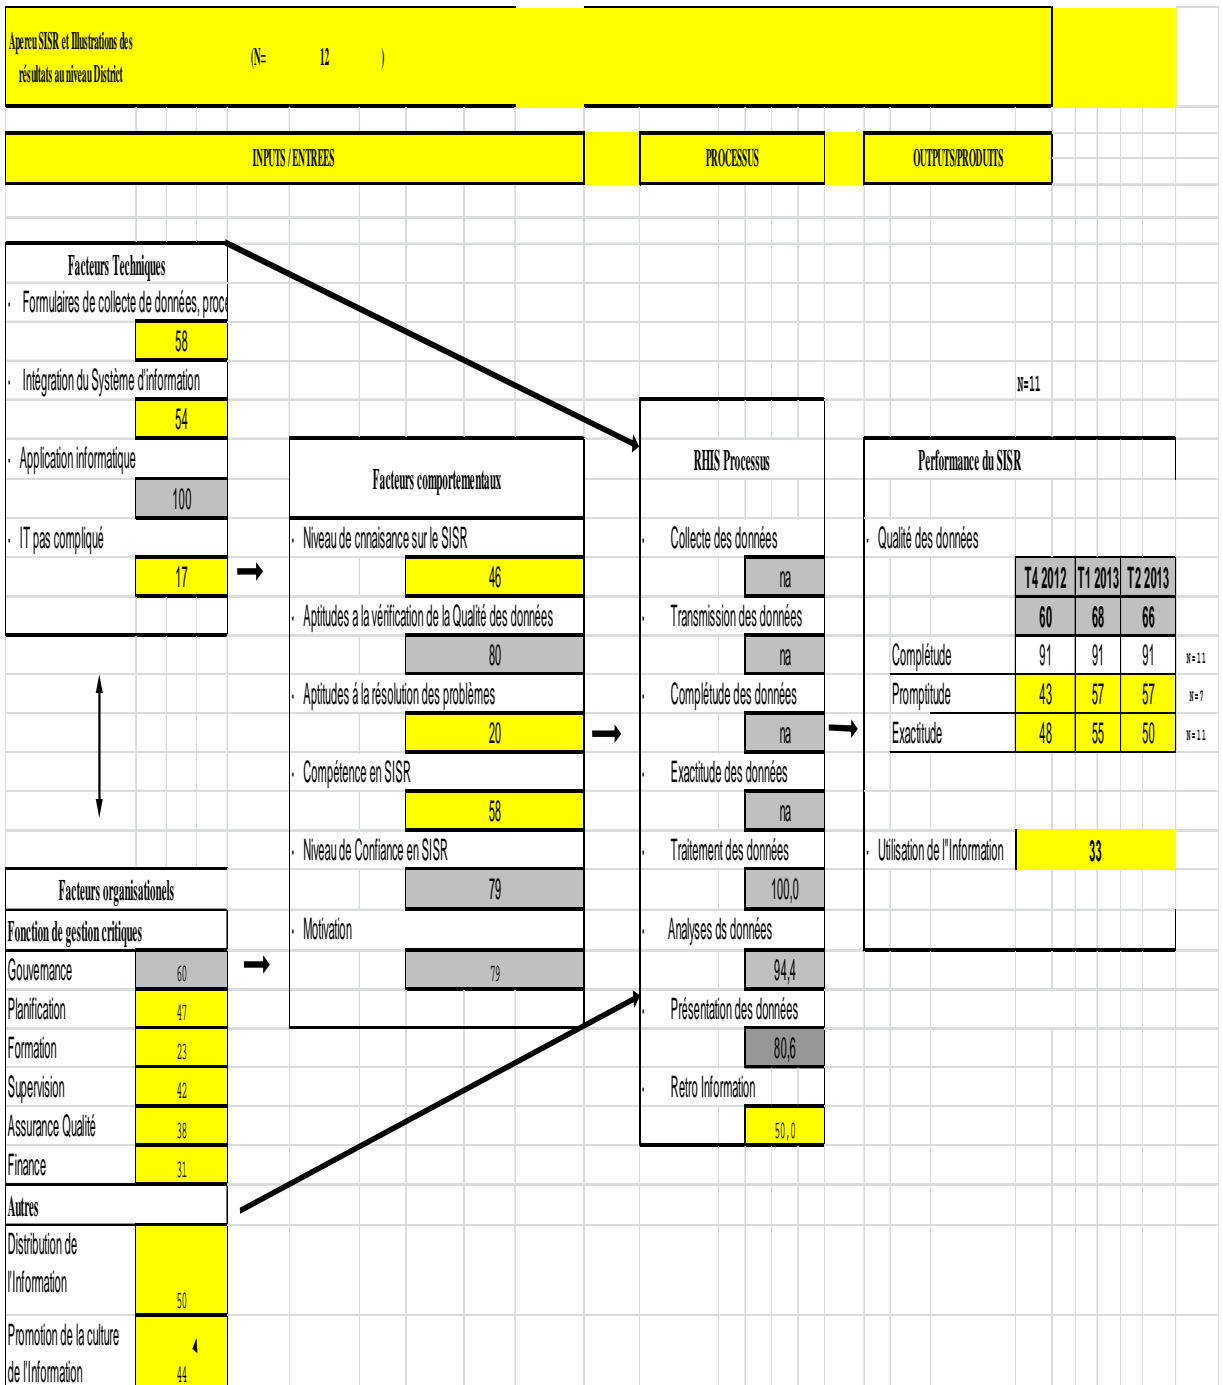 Apercu SISR et Illustrations des
résultats au niveau District
(N= 12 )
INPUTS / ENTREES
PROCESSUS
OUTPUTS/PRODUITS
Facteurs Techniques
- Formulaires de collecte de données, proce
58
- Intégration du Système d'information
54
- Application informatique
100
- IT pas compliqué
17
Facteurs organisationels
Fonction de gestion critiques
Gouvernance 60
Planification 47
Formation 23
Supervision 42
Assurance Qualité 38
Finance 31
Autres
Distribution de
l'Information
50
Promotion de la culture
de l'Information 44
Facteurs comportementaux
- Niveau de cnnaisance sur le SISR
46
- Aptitudes a la vérification de la Qualité des données
80
- Aptitudes á la résolution des problèmes
20
- Compétence en SISR
58
- Niveau de Confiance en SISR
79
- Motivation
79
RHIS Processus
- Collecte des données
na
- Transmission des données
na
- Complétude des données
na
- Exactitude des données
na
- Traitement des données
100,0
- Analyses ds données
94,4
- Présentation des données
80,6
- Retro Information
50,0
N=11
Performance du SISR
- Qualité des données
T4 2012 T1 2013 T2 2013
60 68 66
Complétude 91 91 91 N=11
Promptitude 43 57 57 N=7
Exactitude 48 55 50 N=11
- Utilisation de l"Information 33